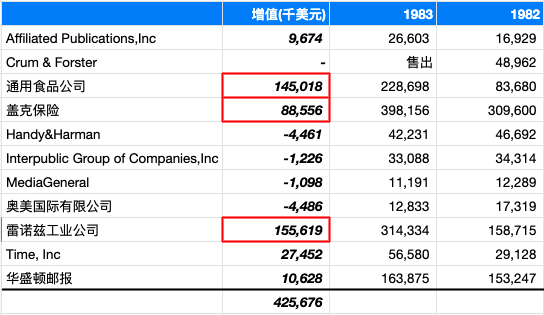 增值(千美元) 1983 1982
Affiliated Publications,Inc 9,674 26,603 16,929
Crum & Forster - 售出 48,962
通用食品公司 145,018 228,698 83,680
盖克保险 88,556 398,156 309,600
Handy&Harman -4,461 42,231 46,692
Interpublic Group of Companies,Inc -1,226 33,088 34,314
MediaGeneral -1,098 11,191 12,289
奥美国际有限公司 -4,486 12,833 17,319
雷诺兹工业公司 155,619 314,334 158,715
Time, Inc 27,452 56,580 29,128
华盛顿邮报 10,628 163,875 153,247
425,676